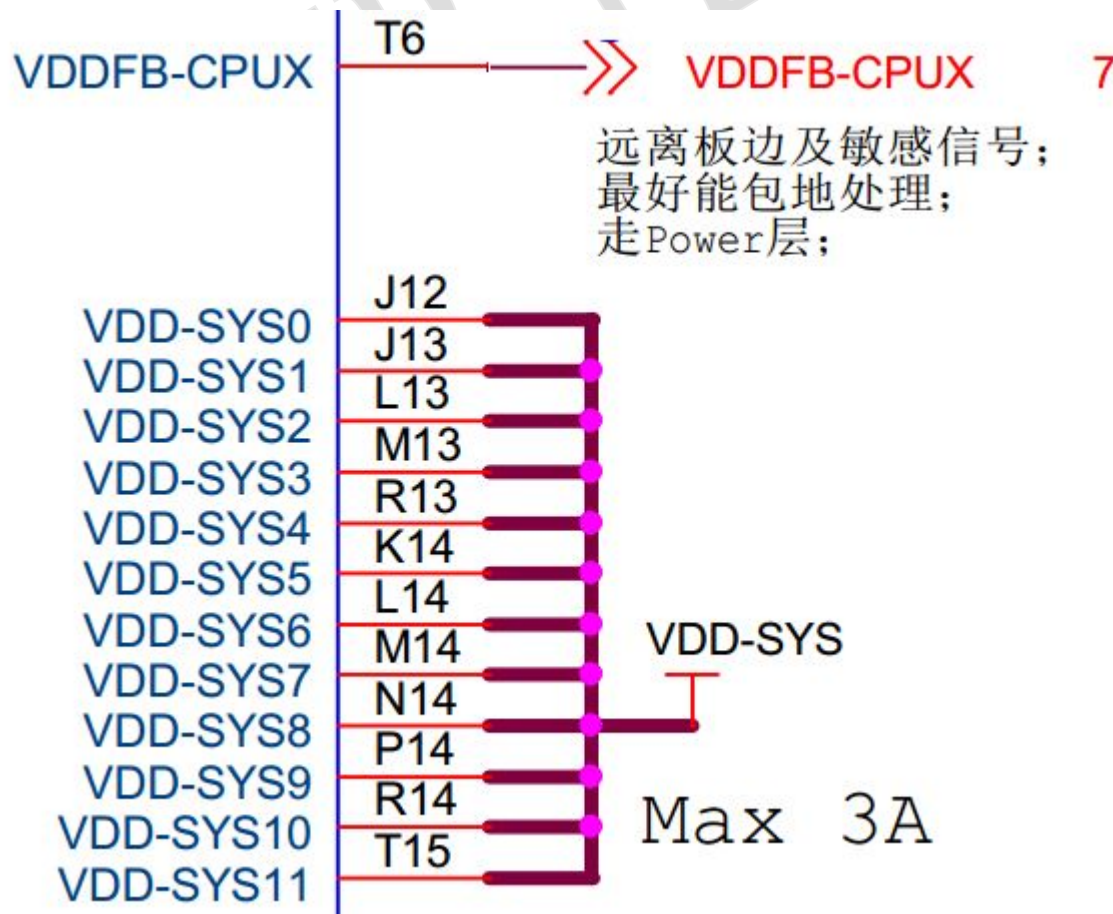 T6
VDDFB-CPUX VDDFB-CPUX 7
远离板边及敏感信号；
最好能包地处理；
走Power层；
VDD-SYS0 J12
VDD-SYS1 J13
VDD-SYS2 L13
VDD-SYS3 M13
VDD-SYS4 R13
VDD-SYS5 K14
VDD-SYS6 L14
VDD-SYS7 M14
VDD-SYS
VDD-SYS8 N14
VDD-SYS9 P14
VDD-SYS10 R14
Max 3A
VDD-SYS11 T15